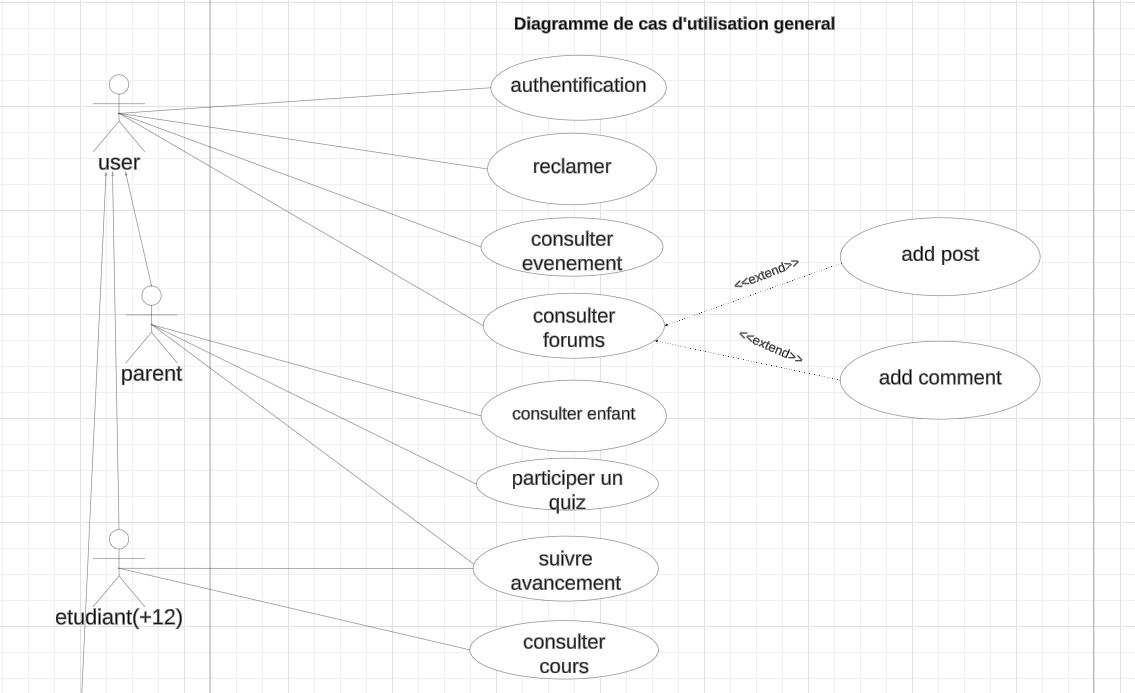 Diagramme de cas d'utilisation general
authentification
user
reclamer
consulter
evenement
add post
<<extend>>
consulter
forums
<<extend>>
parent
add comment
consulter enfant
participer un
quiz
suivre
avancement
etudiant(+12)
consulter
cours